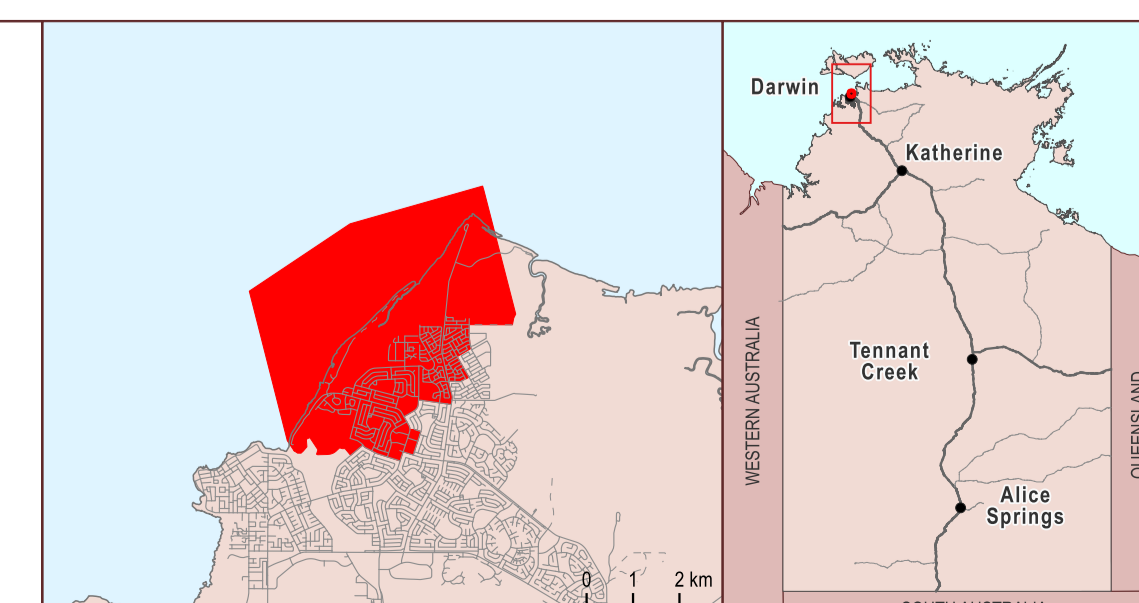 Darwin
Katherine
Tennant
Creek
Alice
Springs
WESTERN AUSTRALIA
0 1 2 km